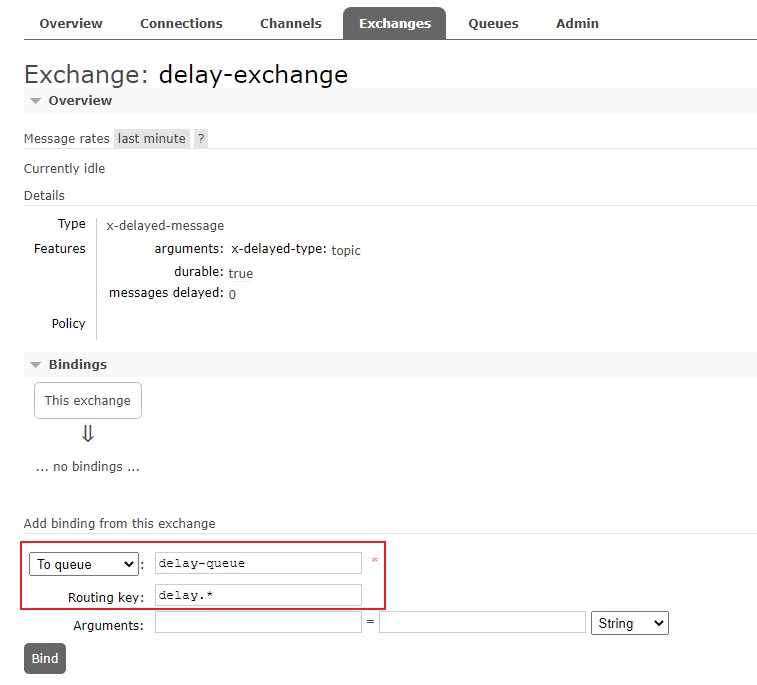 Overview Connections Channels Exchanges Queues Admin
Exchange: delay-exchange
Overview
Message rates last minute ?
Currently idle
Details
Type x-delayed-message
Features arguments: x-delayed-type: topic
durable: true
messages delayed: 0
Policy
Bindings
This exchange
⇓
... no bindings ...
Add binding from this exchange
To queue : delay-queue *
Routing key: delay.*
Arguments: = String
Bind